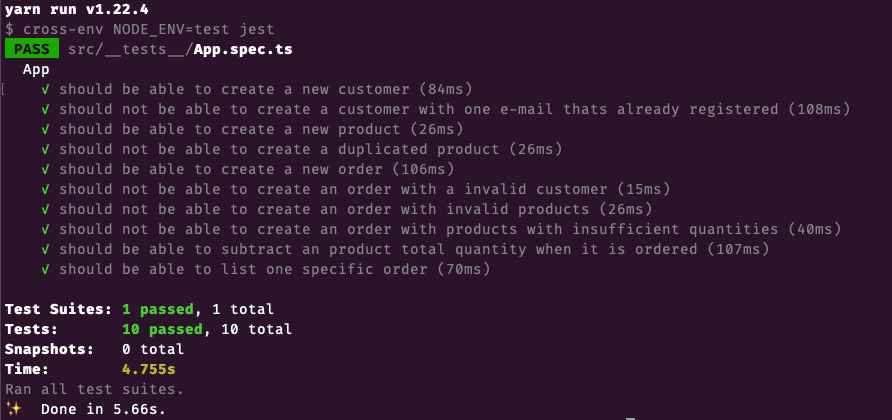 yarn run v1.22.4
$ cross-env NODE_ENV=test jest
PASS src/__tests__/App.spec.ts
App
√ should be able to create a new customer (84ms)
√ should not be able to create a customer with one e-mail thats already registered (108ms)
√ should be able to create a new product (26ms)
√ should not be able to create a duplicated product (26ms)
√ should be able to create a new order (106ms)
√ should not be able to create an order with a invalid customer (15ms)
√ should not be able to create an order with invalid products (26ms)
√ should not be able to create an order with products with insufficient quantities (40ms)
√ should be able to subtract an product total quantity when it is ordered (107ms)
√ should be able to list one specific order (70ms)
Test Suites: 1 passed, 1 total
Tests: 10 passed, 10 total
Snapshots: 0 total
Time: 4.755s
Ran all test suites.
✨ Done in 5.66s.